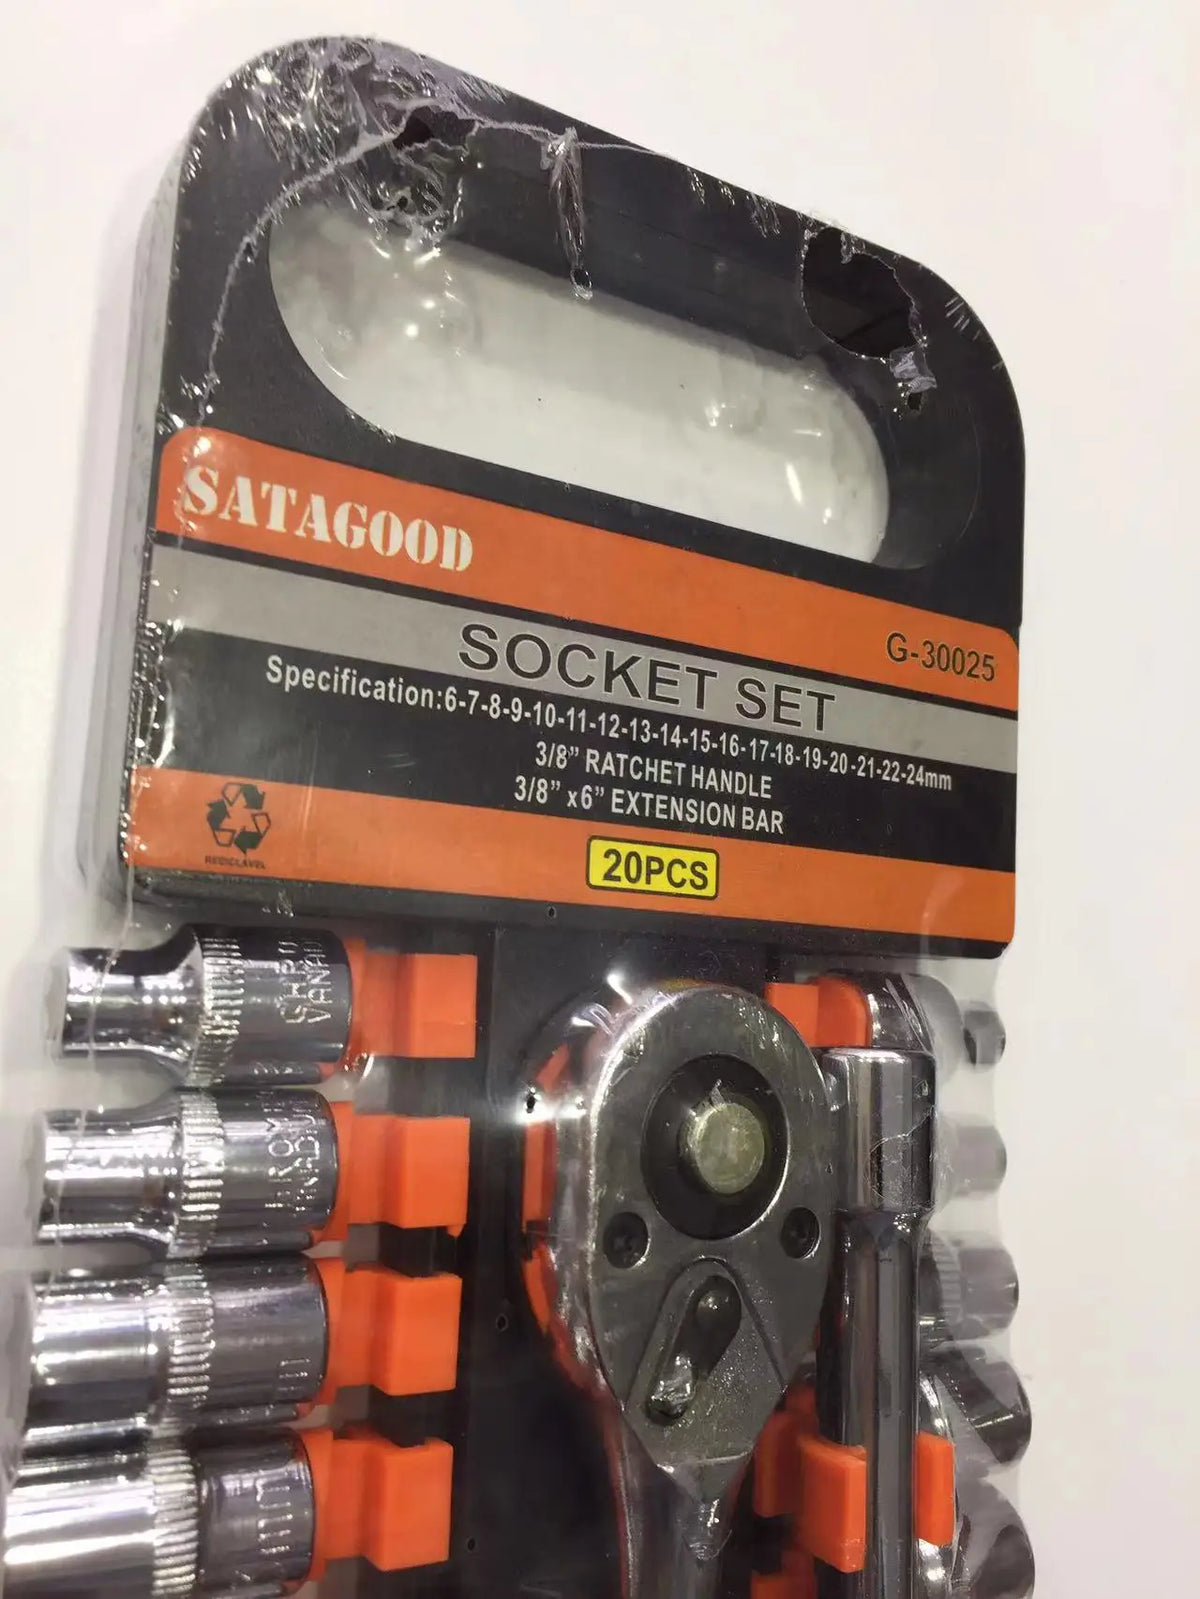 SATAGOOD
G-30025
SOCKET SET
Specification:6-7-8-9-10-11-12-13-14-15-16-17-18-19-20-21-22-24mm
3/8” RATCHET HANDLE
3/8” x6” EXTENSION BAR
RECICLAVEL
20PCS